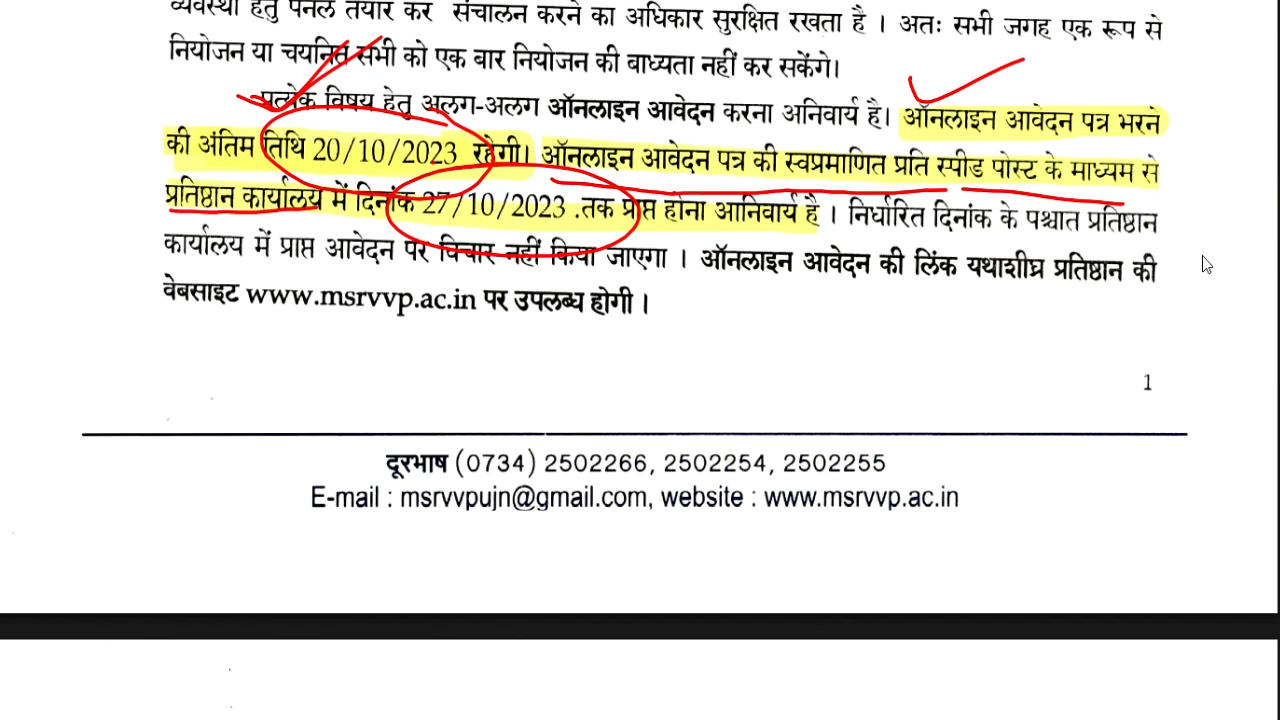 व्यवस्था हेतु पैनल तैयार कर संचालन करने का अधिकार सुरक्षित रखता है । अतः सभी जगह एक रूप से
नियोजन या चयनित सभी को एक बार नियोजन की बाध्यता नहीं कर सकेंगे।
प्रत्येक विषय हेतु अलग-अलग ऑनलाइन आवेदन करना अनिवार्य है। ऑनलाइन आवेदन पत्र भरने
की अंतिम तिथि 20/10/2023 रहेगी। ऑनलाइन आवेदन पत्र की स्वप्रमाणित प्रति स्पीड पोस्ट के माध्यम से
प्रतिष्ठान कार्यालय में दिनांक 27/10/2023 .तक प्राप्त होना आनिवार्य है । निर्धारित दिनांक के पश्चात प्रतिष्ठान
कार्यालय में प्राप्त आवेदन पर विचार नहीं किया जाएगा । ऑनलाइन आवेदन की लिंक यथाशीघ्र प्रतिष्ठान की
वेबसाइट www.msrvvp.ac.in पर उपलब्ध होगी ।
1
दूरभाष (0734) 2502266, 2502254, 2502255
E-mail : msrvvpujn@gmail.com, website : www.msrvvp.ac.in